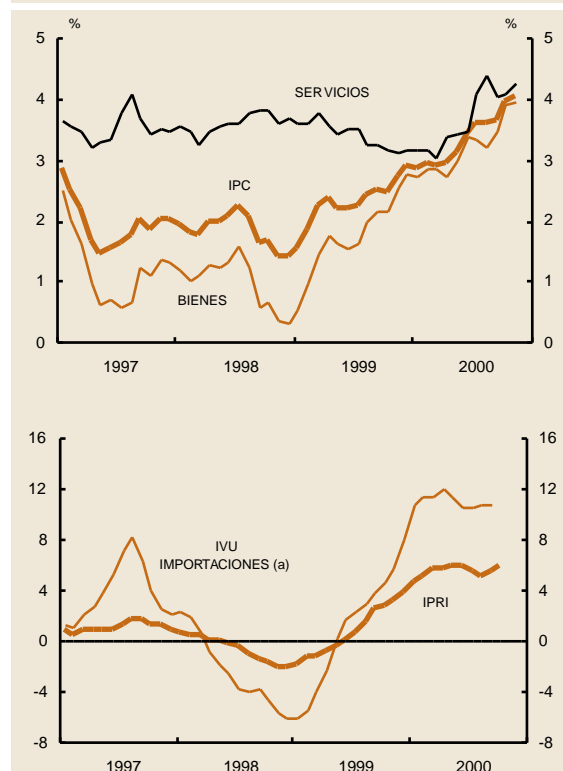 % %
5 5
SERVICIOS
4 4
3 3
IPC
2 2
1 1
BIENES
0 0
1997 1998 1999 2000
16 16
12 12
IVU
8 8
IMPORTACIONES (a)
4 4
IPRI
0 0
-4 -4
-8 -8
1997 1998 1999 2000